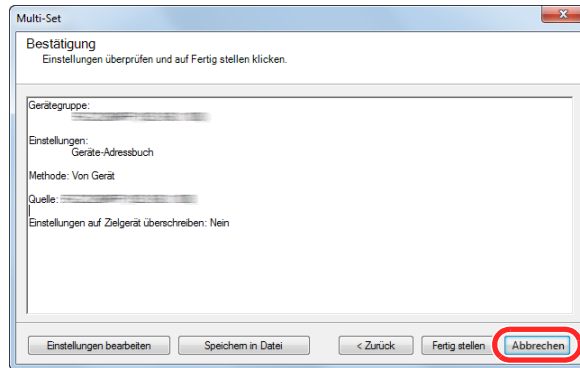 Multi-Set
Bestätigung
Einstellungen überprüfen und auf Fertig stellen klicken.
Gerätegruppe:
Einstellungen:
Geräte-Adressbuch
Methode: Von Gerät
Quelle:
Einstellungen auf Zielgerät überschreiben: Nein
Einstellungen bearbeiten
Speichern in Datei
< Zurück
Fertig stellen
Abbrechen